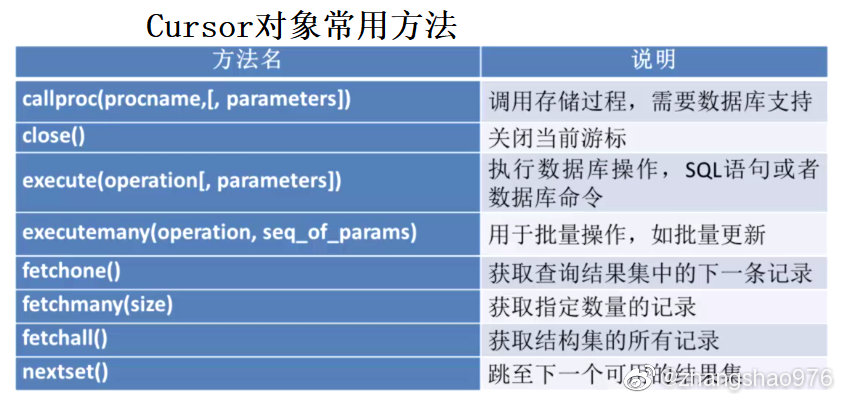 Cursor对象常用方法
方法名 说明
callproc(procname,[, parameters]) 调用存储过程，需要数据库支持
close() 关闭当前游标
execute(operation[, parameters]) 执行数据库操作，SQL语句或者
数据库命令
executemany(operation, seq_of_params) 用于批量操作，如批量更新
fetchone() 获取查询结果集中的下一条记录
fetchmany(size) 获取指定数量的记录
fetchall() 获取结构集的所有记录
nextset() 跳至下一个可用的结果集
@zhangshao976